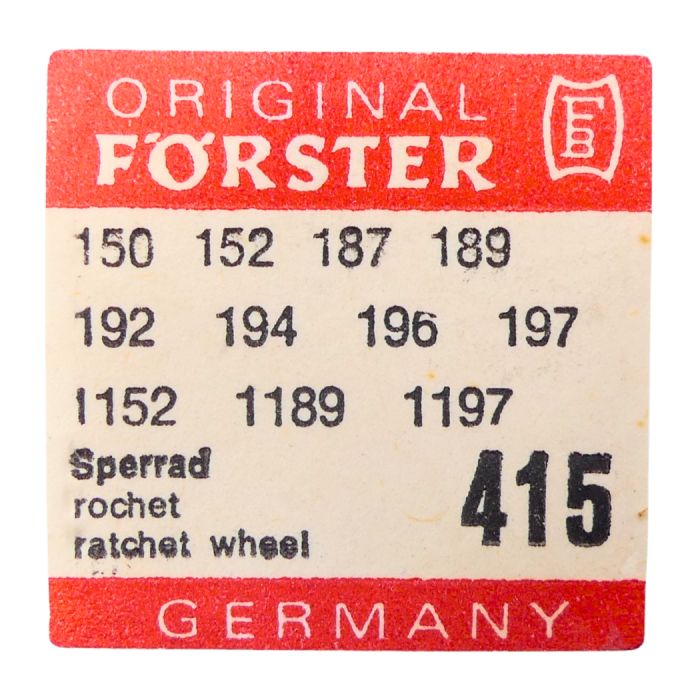 ORIGINAL
FÖRSTER
150 152 187 189
192 194 196 197
1152 1189 1197
Sperrad
rochet
ratchet wheel
415
GERMANY